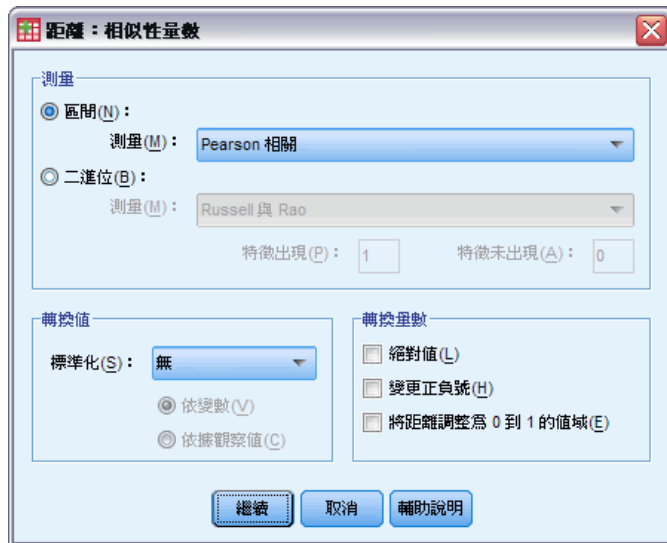 距離：相似性量數
測量
區間(N)：
測量(M)： Pearson 相關
二進位(B)：
測量(M)： Russell 與 Rao
特徵出現(P)： 1 特徵未出現(A)： 0
轉換值
標準化(S)： 無
依變數(V)
依據觀察值(C)
轉換量數
絕對值(L)
變更正負號(H)
將距離調整為 0 到 1 的值域(E)
繼續 取消 輔助說明